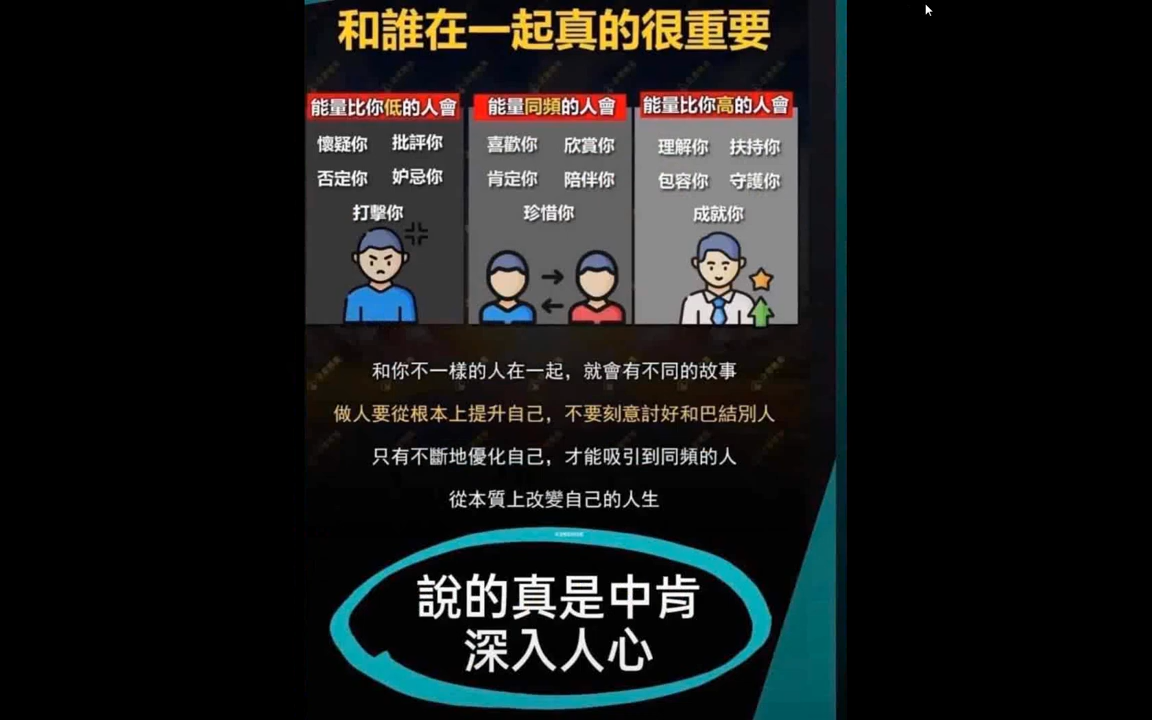 和誰在一起真的很重要
能量比你低的人會
懷疑你 批評你
否定你 妒忌你
打擊你
能量同頻的人會
喜歡你 欣賞你
肯定你 陪伴你
珍惜你
能量比你高的人會
理解你 扶持你
包容你 守護你
成就你
和你不一樣的人在一起，就會有不同的故事
做人要從根本上提升自己，不要刻意討好和巴結別人
只有不斷地優化自己，才能吸引到同頻的人
從本質上改變自己的人生
說的真是中肯
深入人心